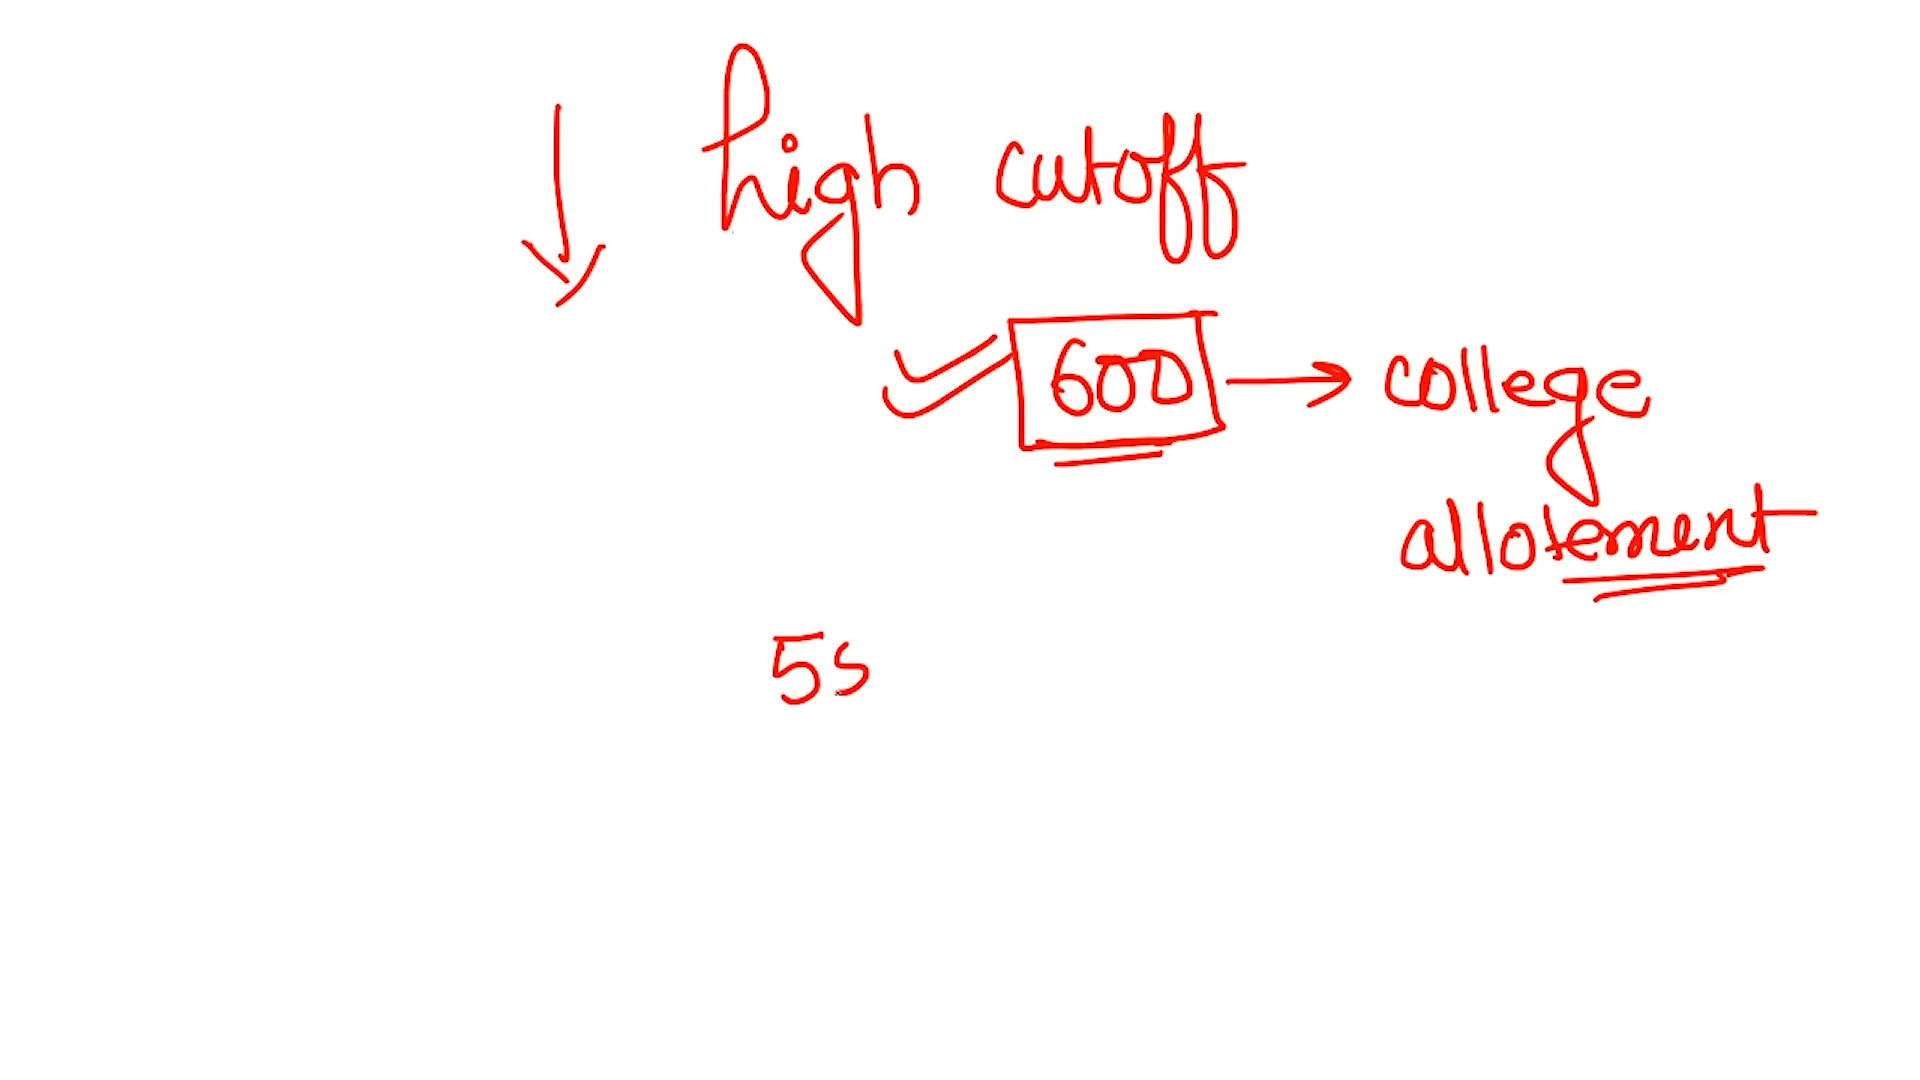 high cutoff
600 → college
allotement
5s